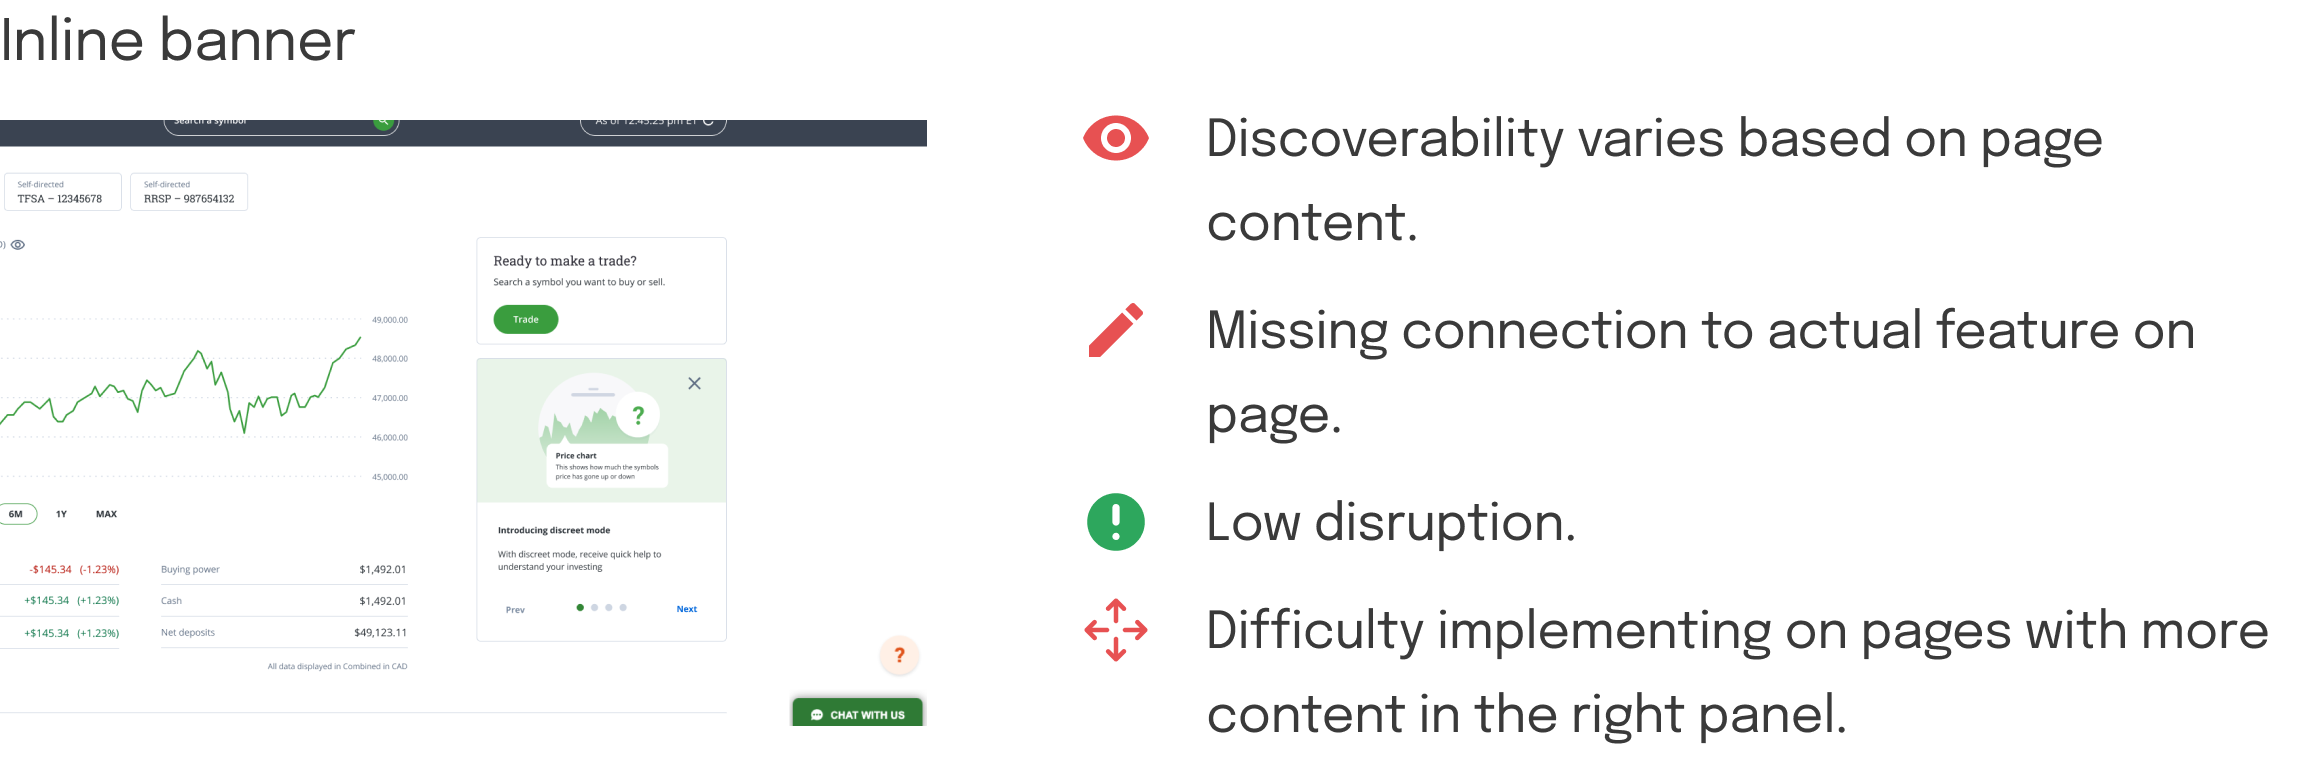 Inline banner
Search a symbol
As of 12:45:25 pm ET
Self-directed
TFSA – 12345678
Self-directed
RRSP – 987654132
Ready to make a trade?
Search a symbol you want to buy or sell.
Trade
49,000.00
48,000.00
47,000.00
46,000.00
45,000.00
6M 1Y MAX
?
Price chart
This shows how much the symbols
price has gone up or down
Introducing discreet mode
With discreet mode, receive quick help to
understand your investing
Prev
Next
-$145.34 (-1.23%)
+$145.34 (+1.23%)
+$145.34 (+1.23%)
Buying power $1,492.01
Cash $1,492.01
Net deposits $49,123.11
All data displayed in Combined in CAD
?
CHAT WITH US
Discoverability varies based on page
content.
Missing connection to actual feature on
page.
Low disruption.
Difficulty implementing on pages with more
content in the right panel.